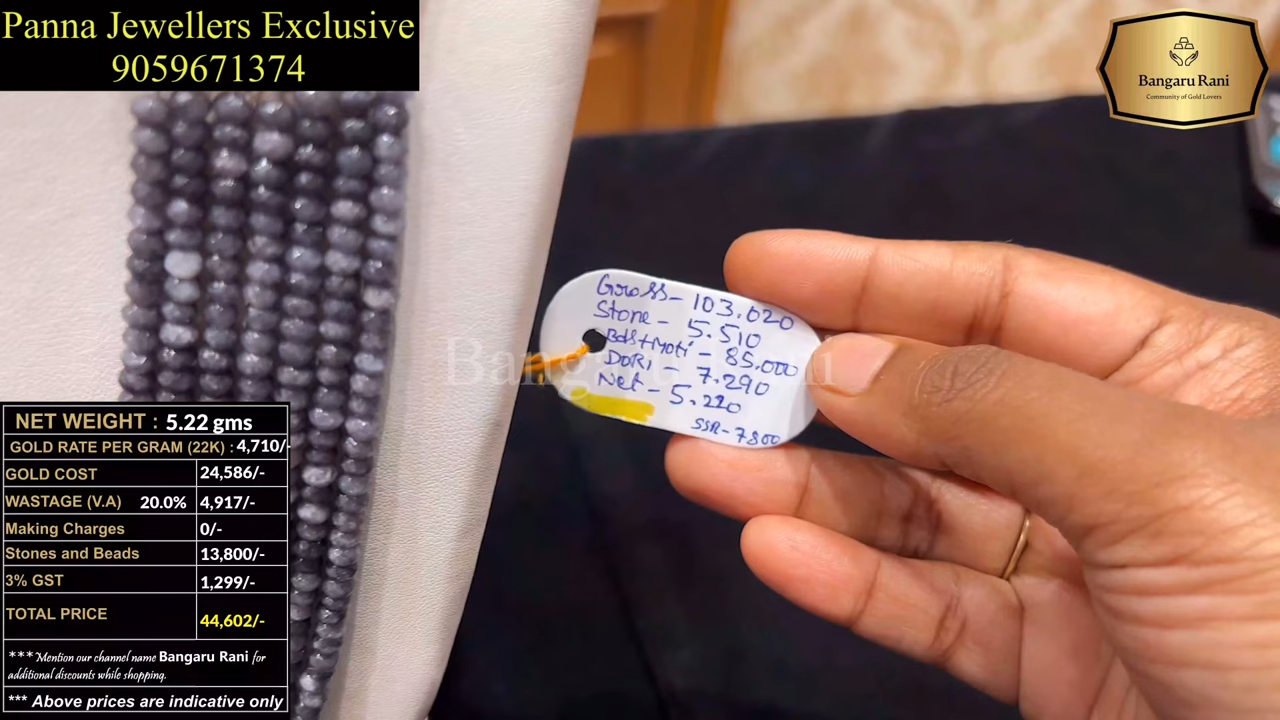 Panna Jewellers Exclusive
9059671374
Bangaru Rani
Community of Gold Lovers
Gross - 103.020
Stone - 5.510
Bds+Moti - 85.000
DORI - 7.290
Net - 5.220
SSR - 7800
Bangaru Rani
NET WEIGHT : 5.22 gms
GOLD RATE PER GRAM (22K) : 4,710/-
GOLD COST 24,586/-
WASTAGE (V.A) 20.0% 4,917/-
Making Charges 0/-
Stones and Beads 13,800/-
3% GST 1,299/-
TOTAL PRICE 44,602/-
***Mention our channel name Bangaru Rani for
additional discounts while shopping.
*** Above prices are indicative only